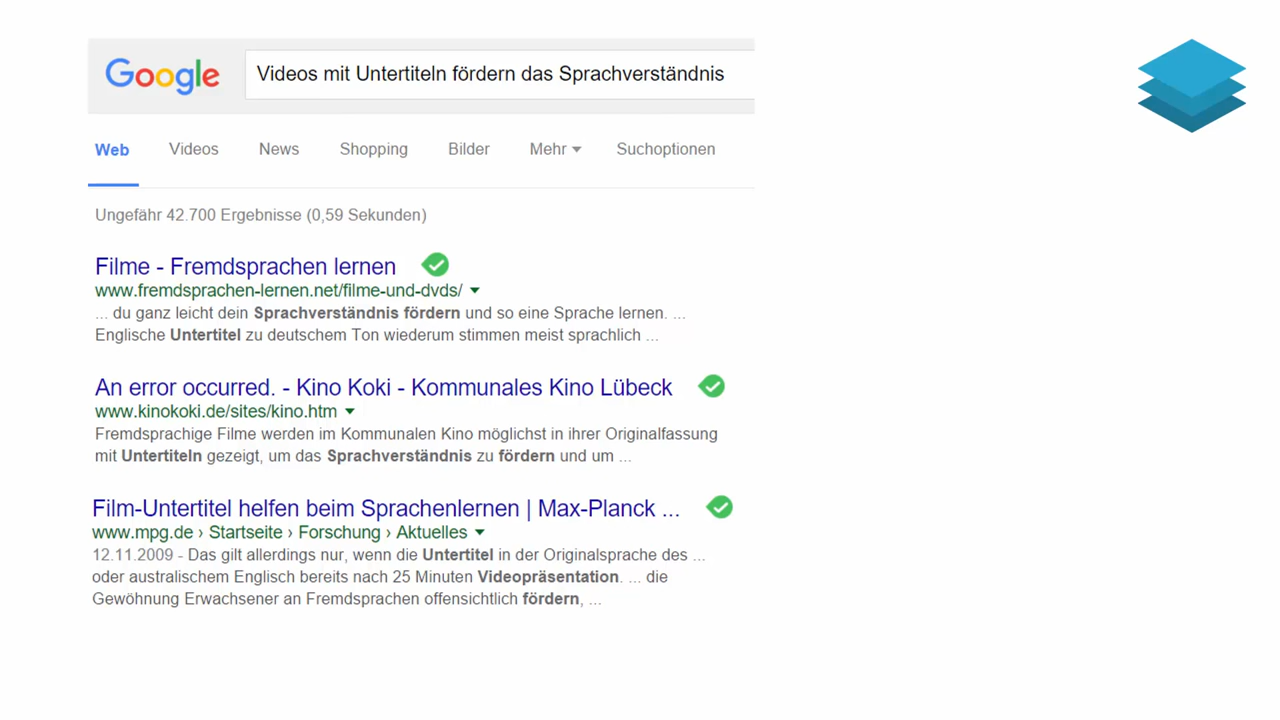 Google
Videos mit Untertiteln fördern das Sprachverständnis
Web Videos News Shopping Bilder Mehr Suchoptionen
Ungefähr 42.700 Ergebnisse (0,59 Sekunden)
Filme - Fremdsprachen lernen
www.fremdsprachen-lernen.net/filme-und-dvds/
... du ganz leicht dein Sprachverständnis fördern und so eine Sprache lernen. ...
Englische Untertitel zu deutschem Ton wiederum stimmen meist sprachlich ...
An error occurred. - Kino Koki - Kommunales Kino Lübeck
www.kinokoki.de/sites/kino.htm
Fremdsprachige Filme werden im Kommunalen Kino möglichst in ihrer Originalfassung
mit Untertiteln gezeigt, um das Sprachverständnis zu fördern und um ...
Film-Untertitel helfen beim Sprachenlernen | Max-Planck ...
www.mpg.de › Startseite › Forschung › Aktuelles
12.11.2009 - Das gilt allerdings nur, wenn die Untertitel in der Originalsprache des ...
oder australischem Englisch bereits nach 25 Minuten Videopräsentation. ... die
Gewöhnung Erwachsener an Fremdsprachen offensichtlich fördern, ...